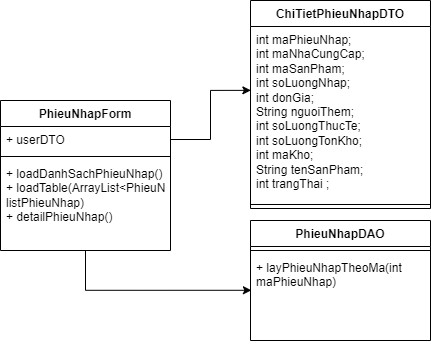 ChiTietPhieuNhapDTO
int maPhieuNhap;
int maNhaCungCap;
int maSanPham;
int soLuongNhap;
int donGia;
String nguoiThem;
int soLuongThucTe;
int soLuongTonKho;
int maKho;
String tenSanPham;
int trangThai ;
PhieuNhapForm
+ userDTO
+ loadDanhSachPhieuNhap()
+ loadTable(ArrayList<PhieuN
listPhieuNhap)
+ detailPhieuNhap()
PhieuNhapDAO
+ layPhieuNhapTheoMa(int
maPhieuNhap)